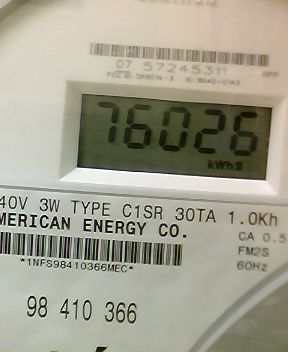 07 57245311
76026
kWh
40V 3W TYPE C1SR 30TA 1.0Kh
MERICAN ENERGY CO.
CA 0.5
*1NFS98410366MEC*
FM2S
60Hz
98 410 366